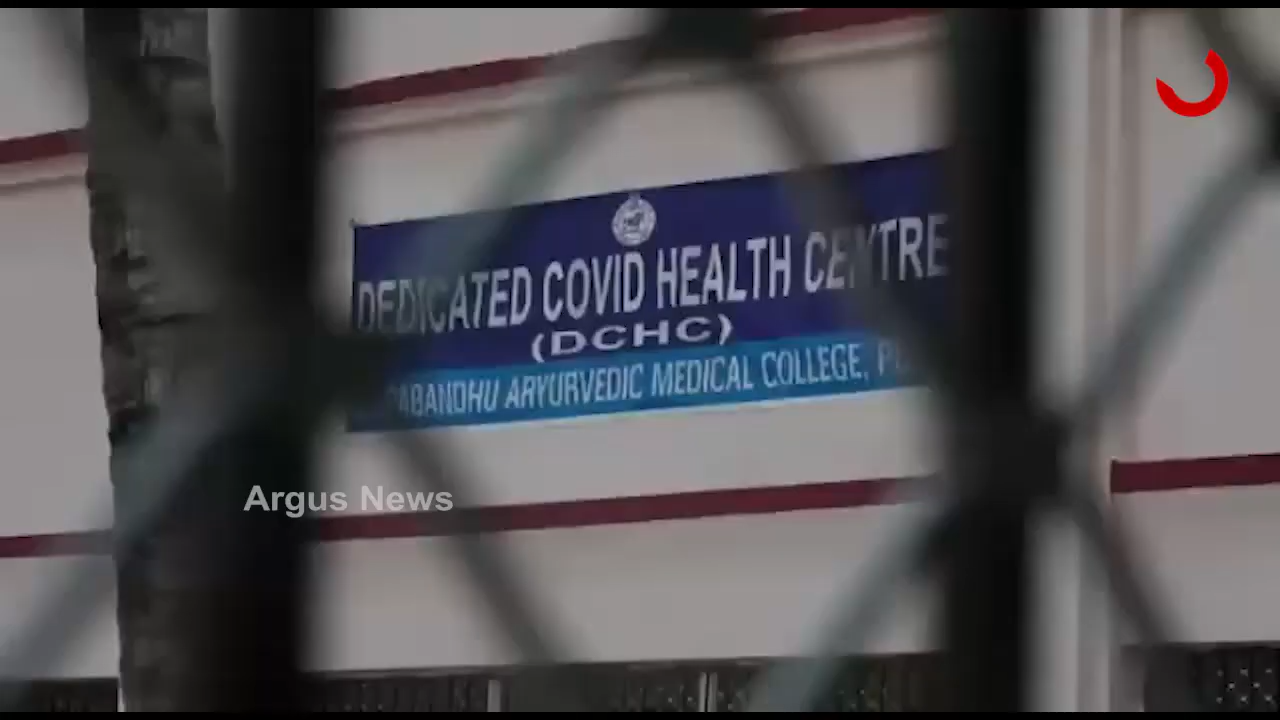 DEDICATED COVID HEALTH CENTRE
(DCHC)
ARYURVEDIC MEDICAL COLLEGE,
Argus News